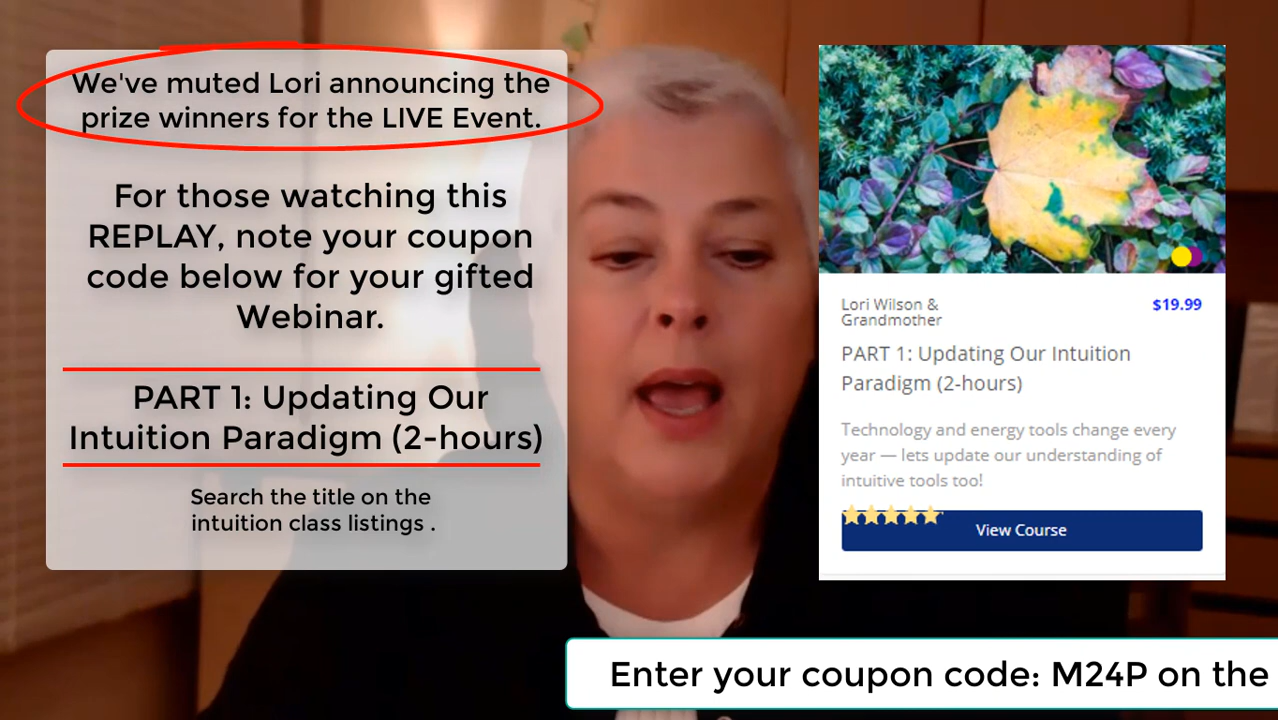 We've muted Lori announcing the
prize winners for the LIVE Event.
For those watching this
REPLAY, note your coupon
code below for your gifted
Webinar.
PART 1: Updating Our
Intuition Paradigm (2-hours)
Search the title on the
intuition class listings .
Lori Wilson &
Grandmother
$19.99
PART 1: Updating Our Intuition
Paradigm (2-hours)
Technology and energy tools change every
year — lets update our understanding of
intuitive tools too!
View Course
Enter your coupon code: M24P on the